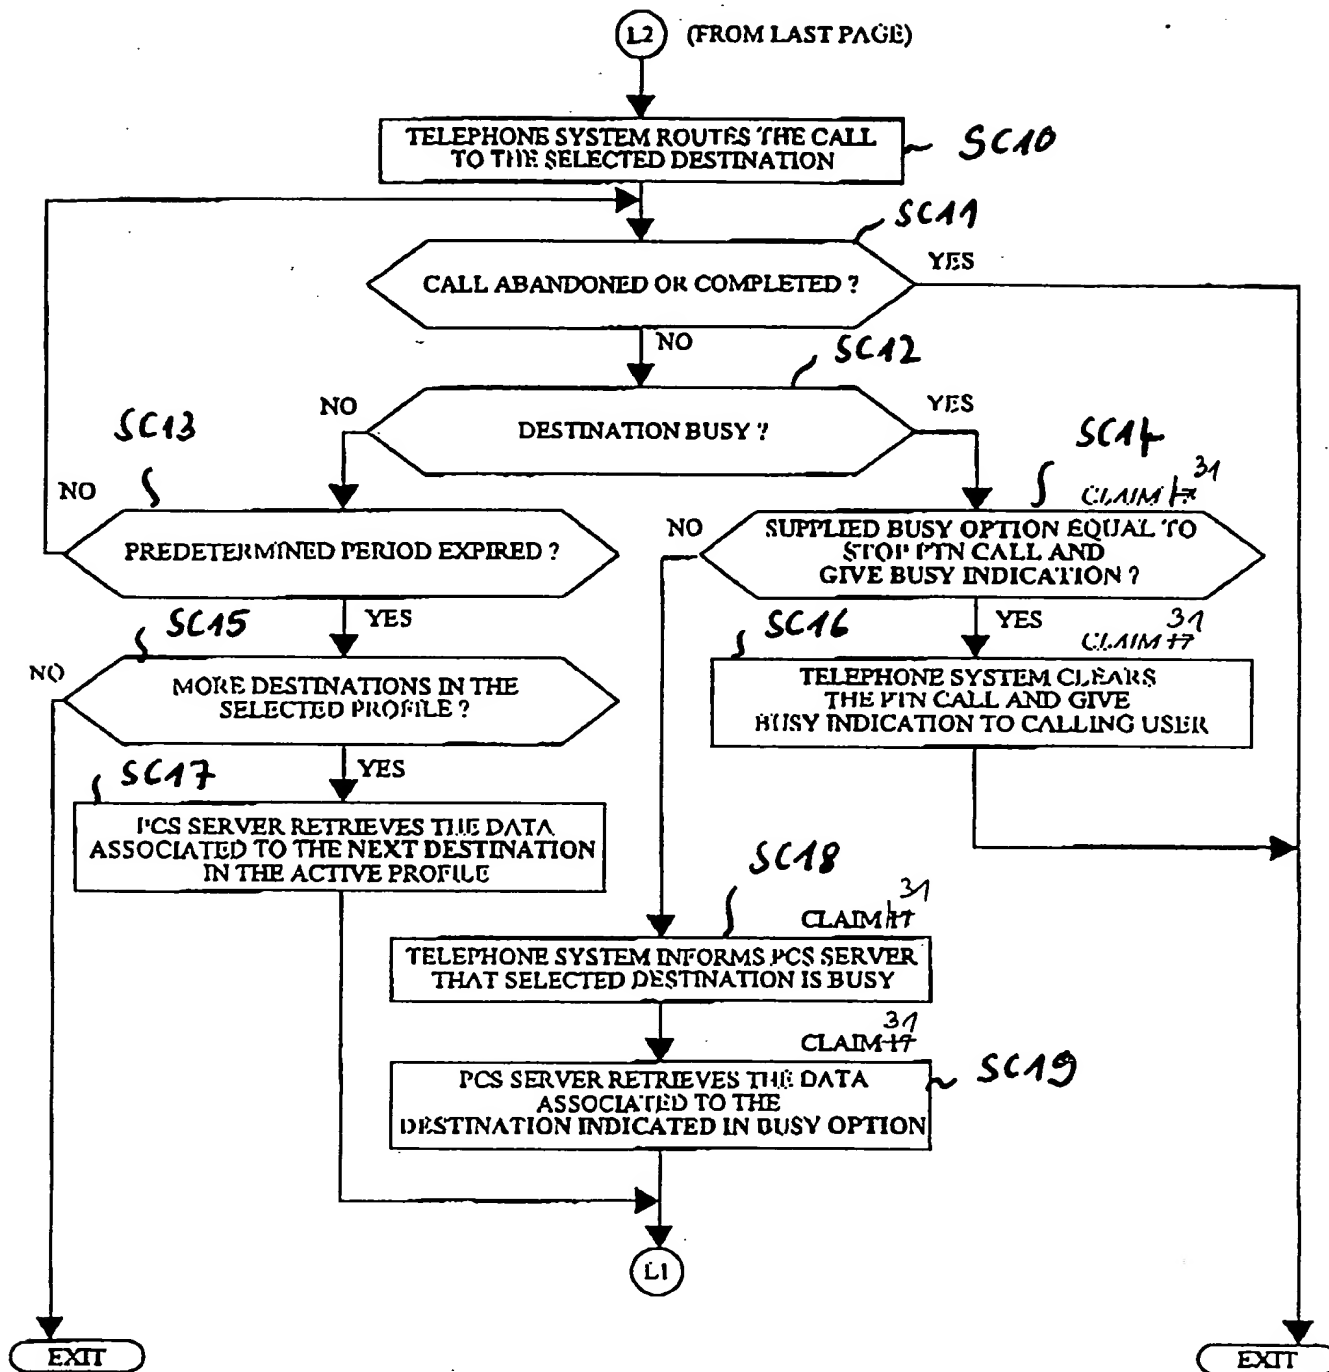 L2 (FROM LAST PAGE)
TELEPHONE SYSTEM ROUTES THE CALL
TO THE SELECTED DESTINATION
SC10
SC11
CALL ABANDONED OR COMPLETED ?
YES
NO
SC12
NO
DESTINATION BUSY ?
YES
SC13
NO
PREDETERMINED PERIOD EXPIRED ?
YES
SC14
CLAIM 17 31
NO
SUPPLIED BUSY OPTION EQUAL TO
STOP PTN CALL AND
GIVE BUSY INDICATION ?
YES
SC15
NO
MORE DESTINATIONS IN THE
SELECTED PROFILE ?
YES
SC16
CLAIM 17 31
TELEPHONE SYSTEM CLEARS
THE PTN CALL AND GIVE
BUSY INDICATION TO CALLING USER
SC17
PCS SERVER RETRIEVES THE DATA
ASSOCIATED TO THE NEXT DESTINATION
IN THE ACTIVE PROFILE
SC18
CLAIM 17 31
TELEPHONE SYSTEM INFORMS PCS SERVER
THAT SELECTED DESTINATION IS BUSY
CLAIM 17 31
SC19
PCS SERVER RETRIEVES THE DATA
ASSOCIATED TO THE
DESTINATION INDICATED IN BUSY OPTION
L1
EXIT
EXIT